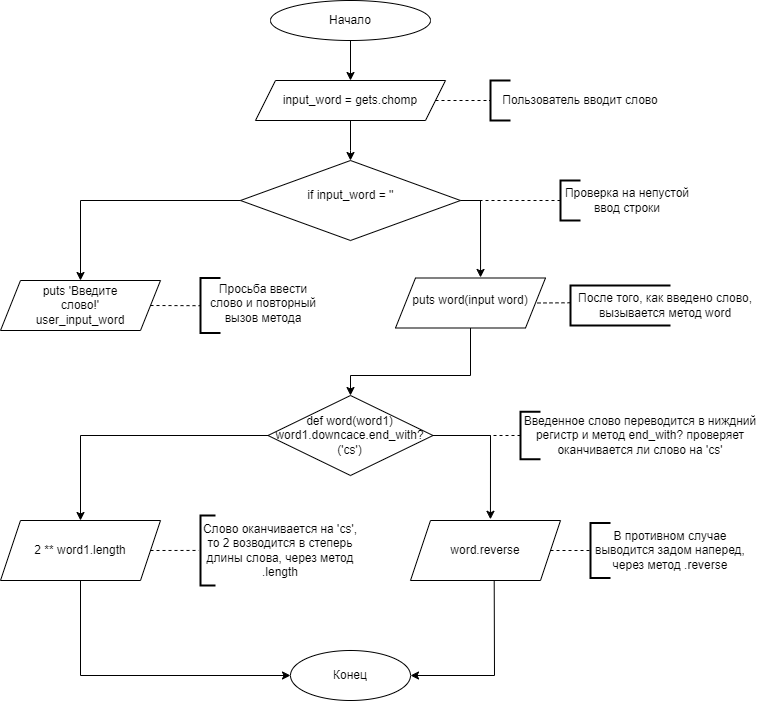 Начало
input_word = gets.chomp
Пользователь вводит слово
if input_word = ''
Проверка на непустой
ввод строки
puts 'Введите
слово!'
user_input_word
Просьба ввести
слово и повторный
вызов метода
puts word(input word)
После того, как введено слово,
вызывается метод word
def word(word1)
word1.downcace.end_with?
('cs')
Введенное слово переводится в ниждний
регистр и метод end_with? проверяет
оканчивается ли слово на 'cs'
2 ** word1.length
Слово оканчивается на 'cs',
то 2 возводится в степерь
длины слова, через метод
.length
word.reverse
В противном случае
выводится задом наперед,
через метод .reverse
Конец